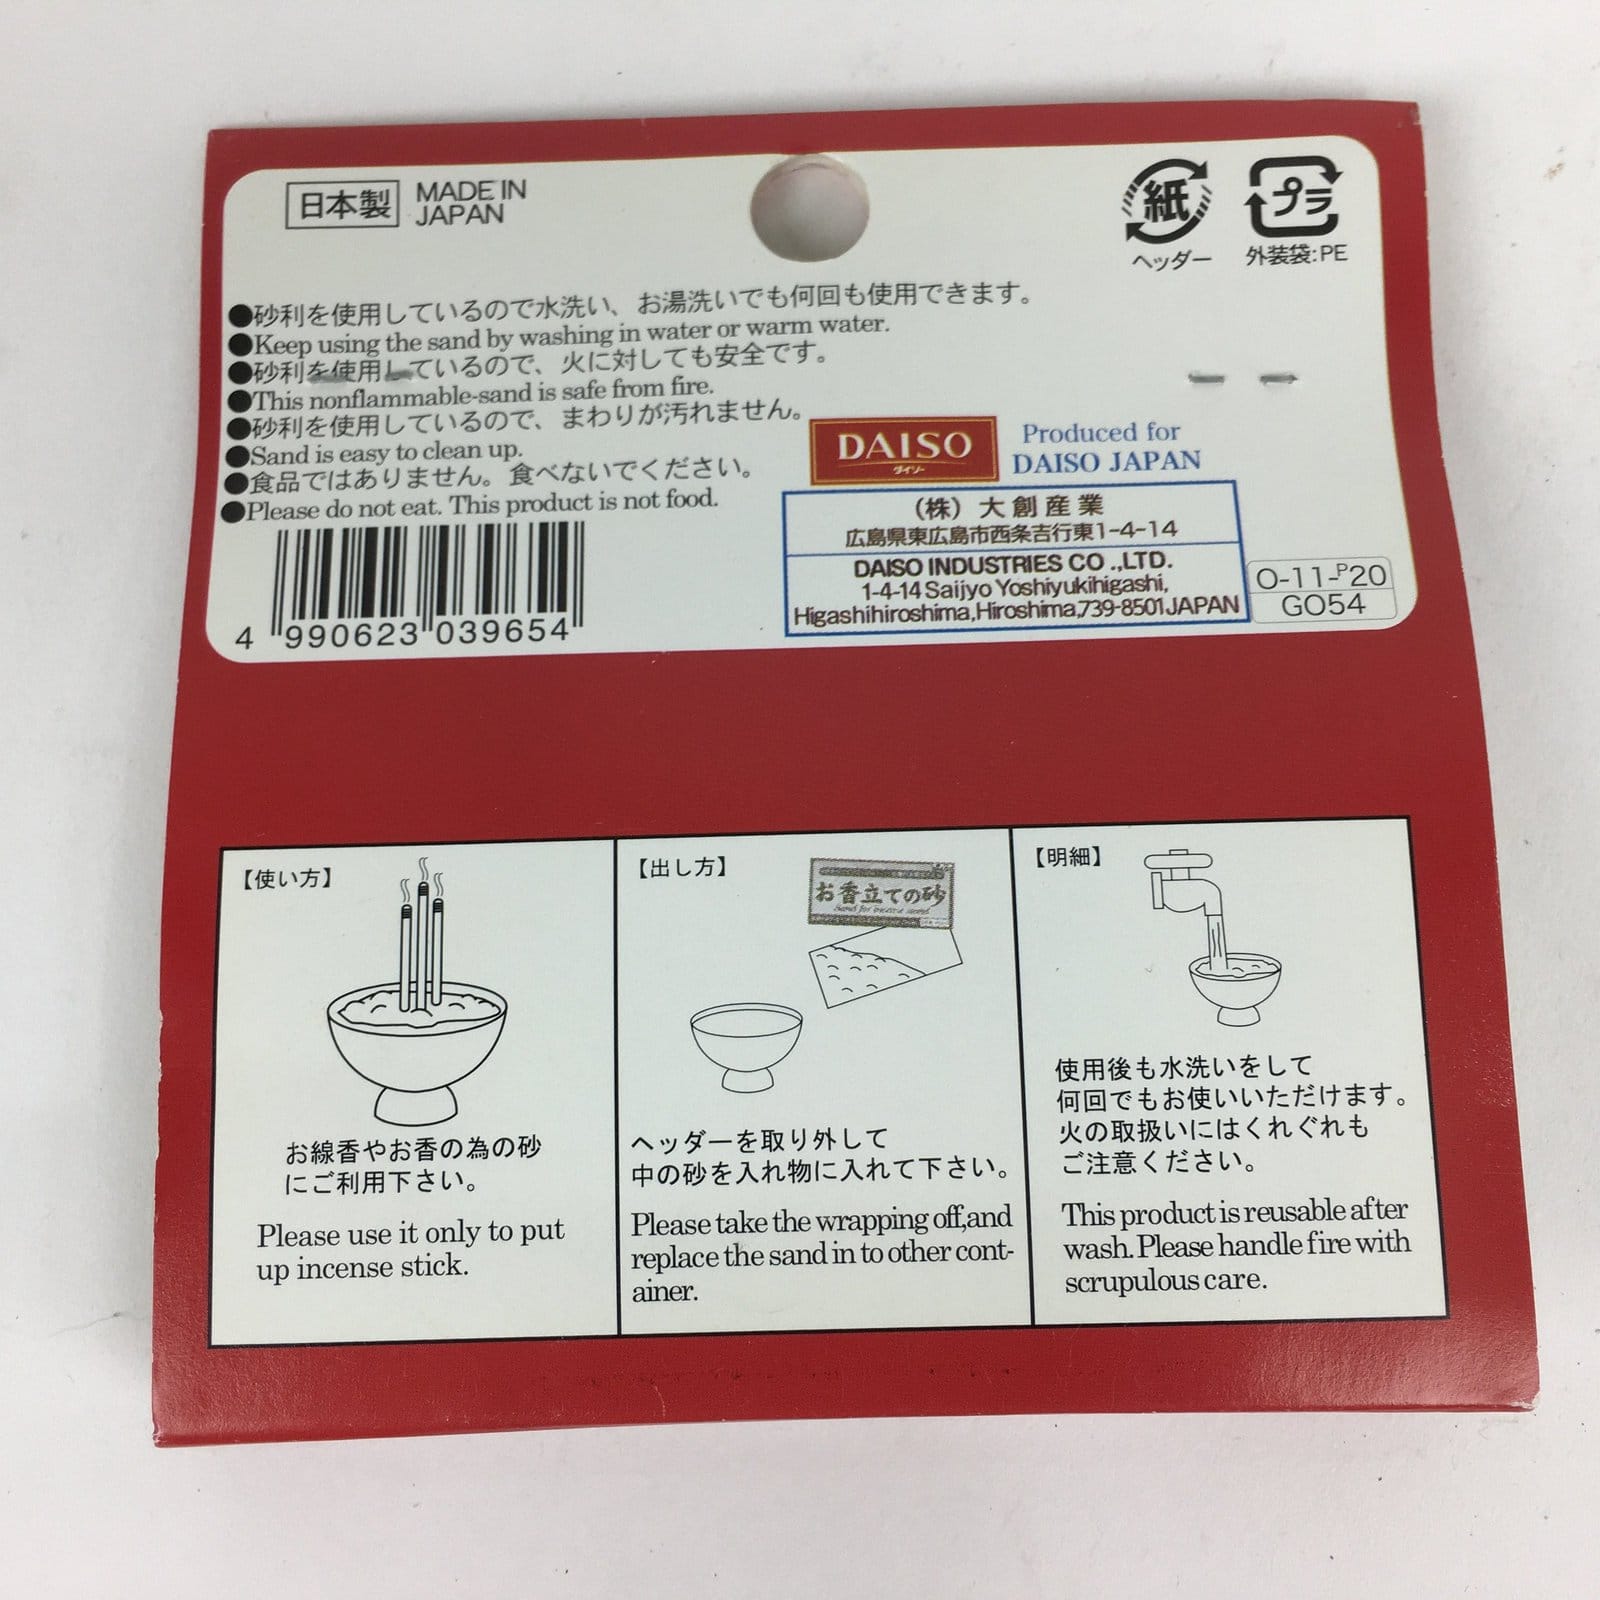 日本製 MADE IN
JAPAN
紙
ヘッダー
プラ
外装袋:PE
●砂利を使用しているので水洗い、お湯洗いでも何回も使用できます。
●Keep using the sand by washing in water or warm water.
●砂利を使用しているので、火に対しても安全です。
●This nonflammable-sand is safe from fire.
●砂利を使用しているので、まわりが汚れません。
●Sand is easy to clean up.
●食品ではありません。食べないでください。
●Please do not eat. This product is not food.
4 990623 039654
DAISO
ダイソー
Produced for
DAISO JAPAN
(株)大創産業
広島県東広島市西条吉行東1-4-14
DAISO INDUSTRIES CO .,LTD.
1-4-14 Saijyo Yoshiyukihigashi,
Higashihiroshima,Hiroshima,739-8501 JAPAN
O-11-P20
GO54
【使い方】
お線香やお香の為の砂
にご利用下さい。
Please use it only to put
up incense stick.
【出し方】
お香立ての砂
Sand for incense stand
ヘッダーを取り外して
中の砂を入れ物に入れて下さい。
Please take the wrapping off,and
replace the sand in to other cont-
ainer.
【明細】
使用後も水洗いをして
何回でもお使いいただけます。
火の取扱いにはくれぐれも
ご注意ください。
This product is reusable after
wash. Please handle fire with
scrupulous care.